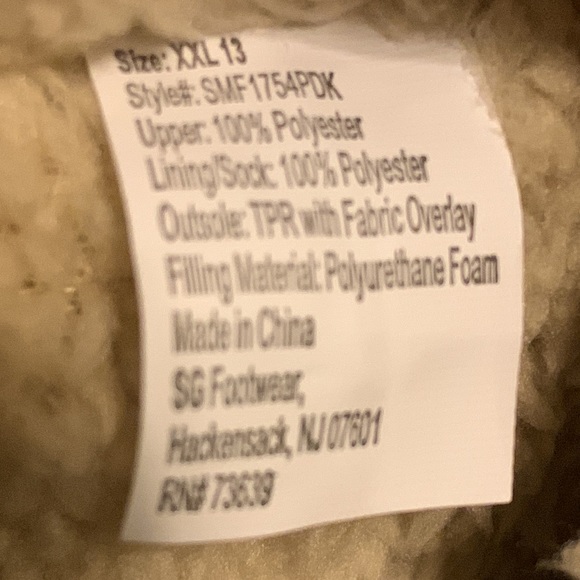 Size: XXL 13
Style#: SMF1754PDK
Upper: 100% Polyester
Lining/Sock: 100% Polyester
Outsole: TPR with Fabric Overlay
Filling Material: Polyurethane Foam
Made in China
SG Footwear,
Hackensack, NJ 07601
RN# 73639